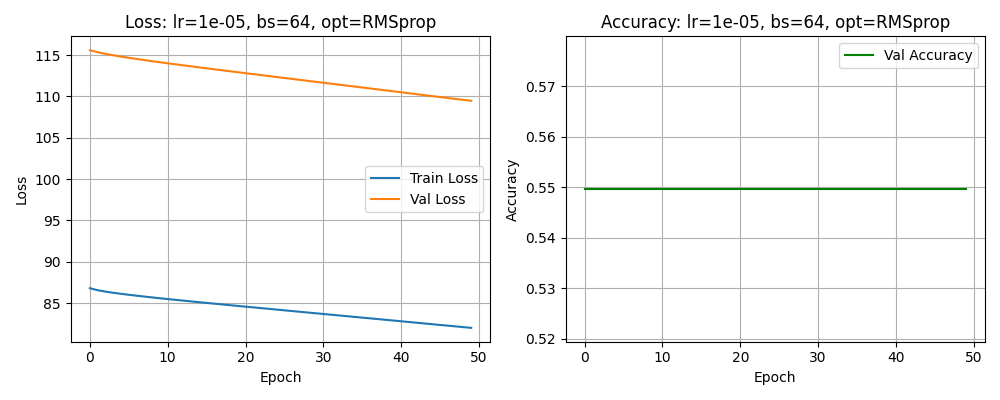 Loss: lr=1e-05, bs=64, opt=RMSprop
115
110
105
100
95
90
85
Loss
Train Loss
Val Loss
0 10 20 30 40 50
Epoch
Accuracy: lr=1e-05, bs=64, opt=RMSprop
Val Accuracy
0.57
0.56
0.55
0.54
0.53
0.52
Accuracy
0 10 20 30 40 50
Epoch